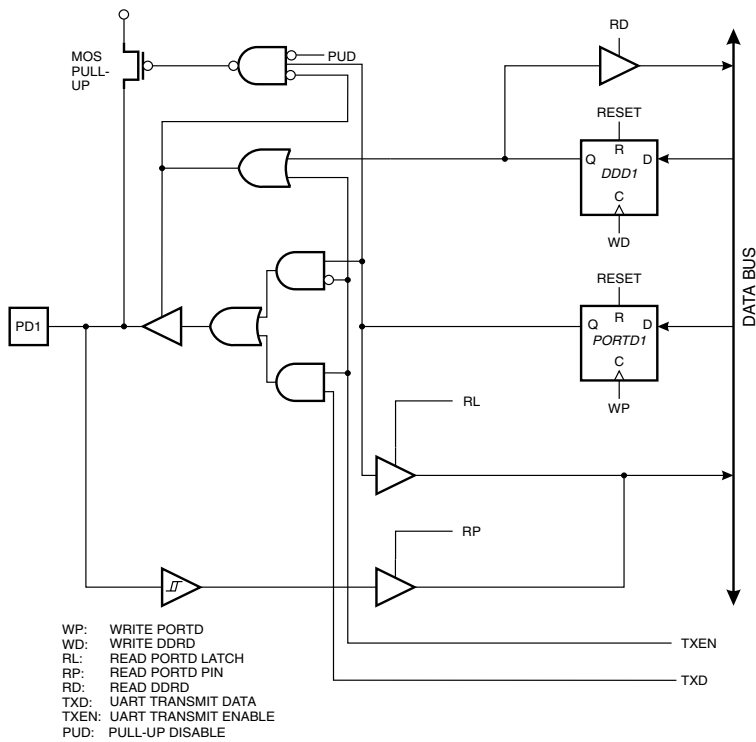 RD
MOS
PULL-
UP
PUD
RESET
R
Q
D
DDD1
C
WD
RESET
R
Q
D
PORTD1
C
WP
DATA BUS
PD1
RL
RP
WP: WRITE PORTD
WD: WRITE DDRD
RL: READ PORTD LATCH
RP: READ PORTD PIN
RD: READ DDRD
TXD: UART TRANSMIT DATA
TXEN: UART TRANSMIT ENABLE
PUD: PULL-UP DISABLE
TXEN
TXD